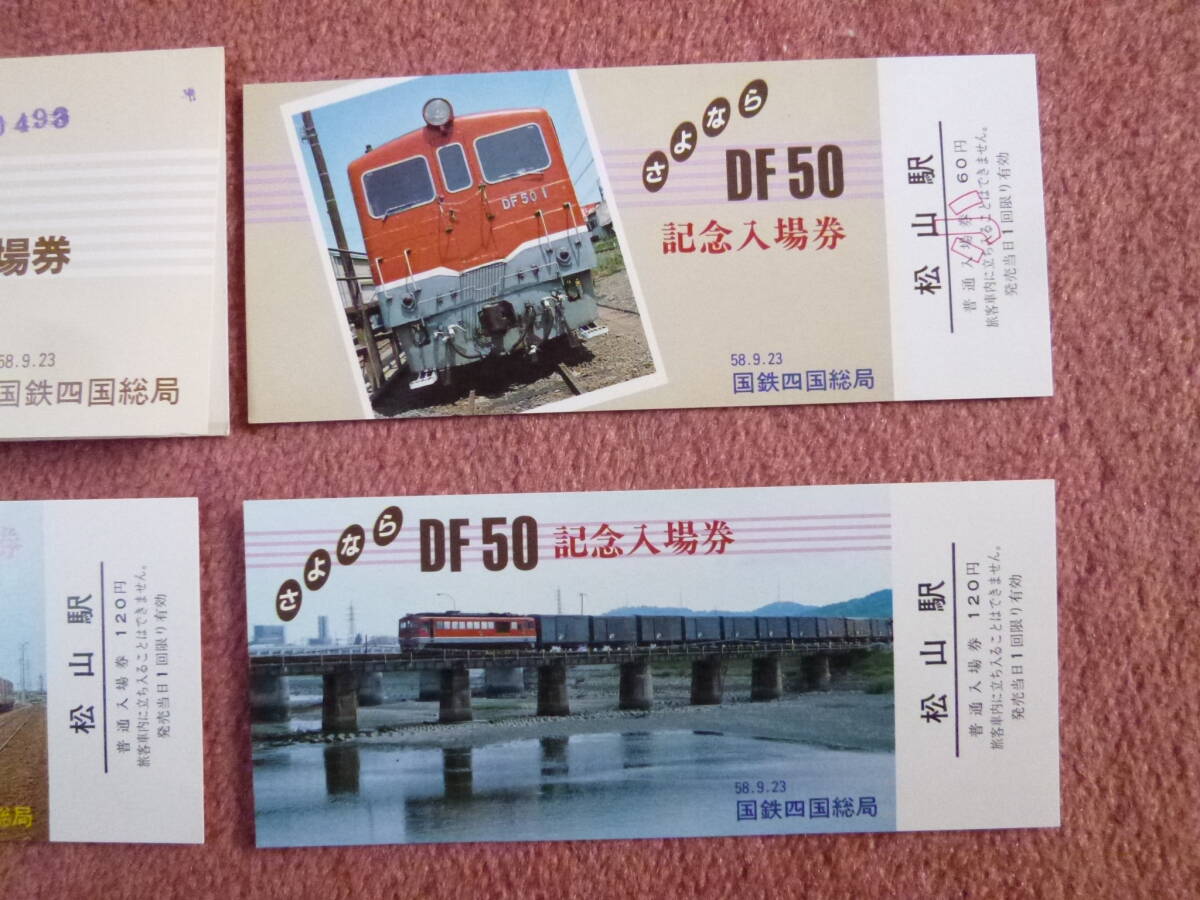 493
場券
58.9.23
国鉄四国総局
さよなら
DF50
記念入場券
DF50 1
58.9.23
国鉄四国総局
松山駅
普通入場券 60円
小
旅客車内に立ち入ることはできません。
発売当日1回限り有効
券
総局
松山駅
普通入場券 120円
旅客車内に立ち入ることはできません。
発売当日1回限り有効
さよなら
DF50 記念入場券
58.9.23
国鉄四国総局
松山駅
普通入場券 120円
旅客車内に立ち入ることはできません。
発売当日1回限り有効